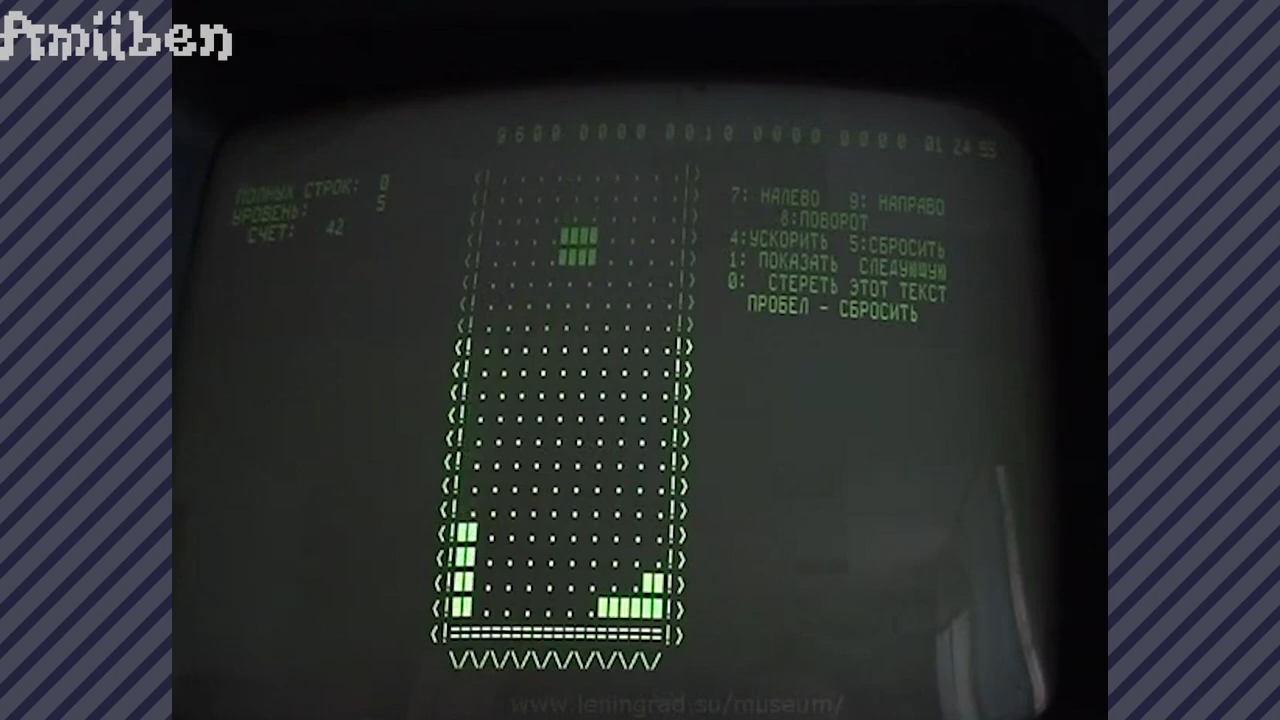 Amiiben
9600 0000 0010 0000 0000 01 24 55
ПОЛНЫХ СТРОК: 0
УРОВЕНЬ: 5
СЧЕТ: 42
7: НАЛЕВО 9: НАПРАВО
8:ПОВОРОТ
4:УСКОРИТЬ 5:СБРОСИТЬ
1: ПОКАЗАТЬ СЛЕДУЮЩУЮ
0: СТЕРЕТЬ ЭТОТ ТЕКСТ
ПРОБЕЛ - СБРОСИТЬ
www.leningrad.su/museum/